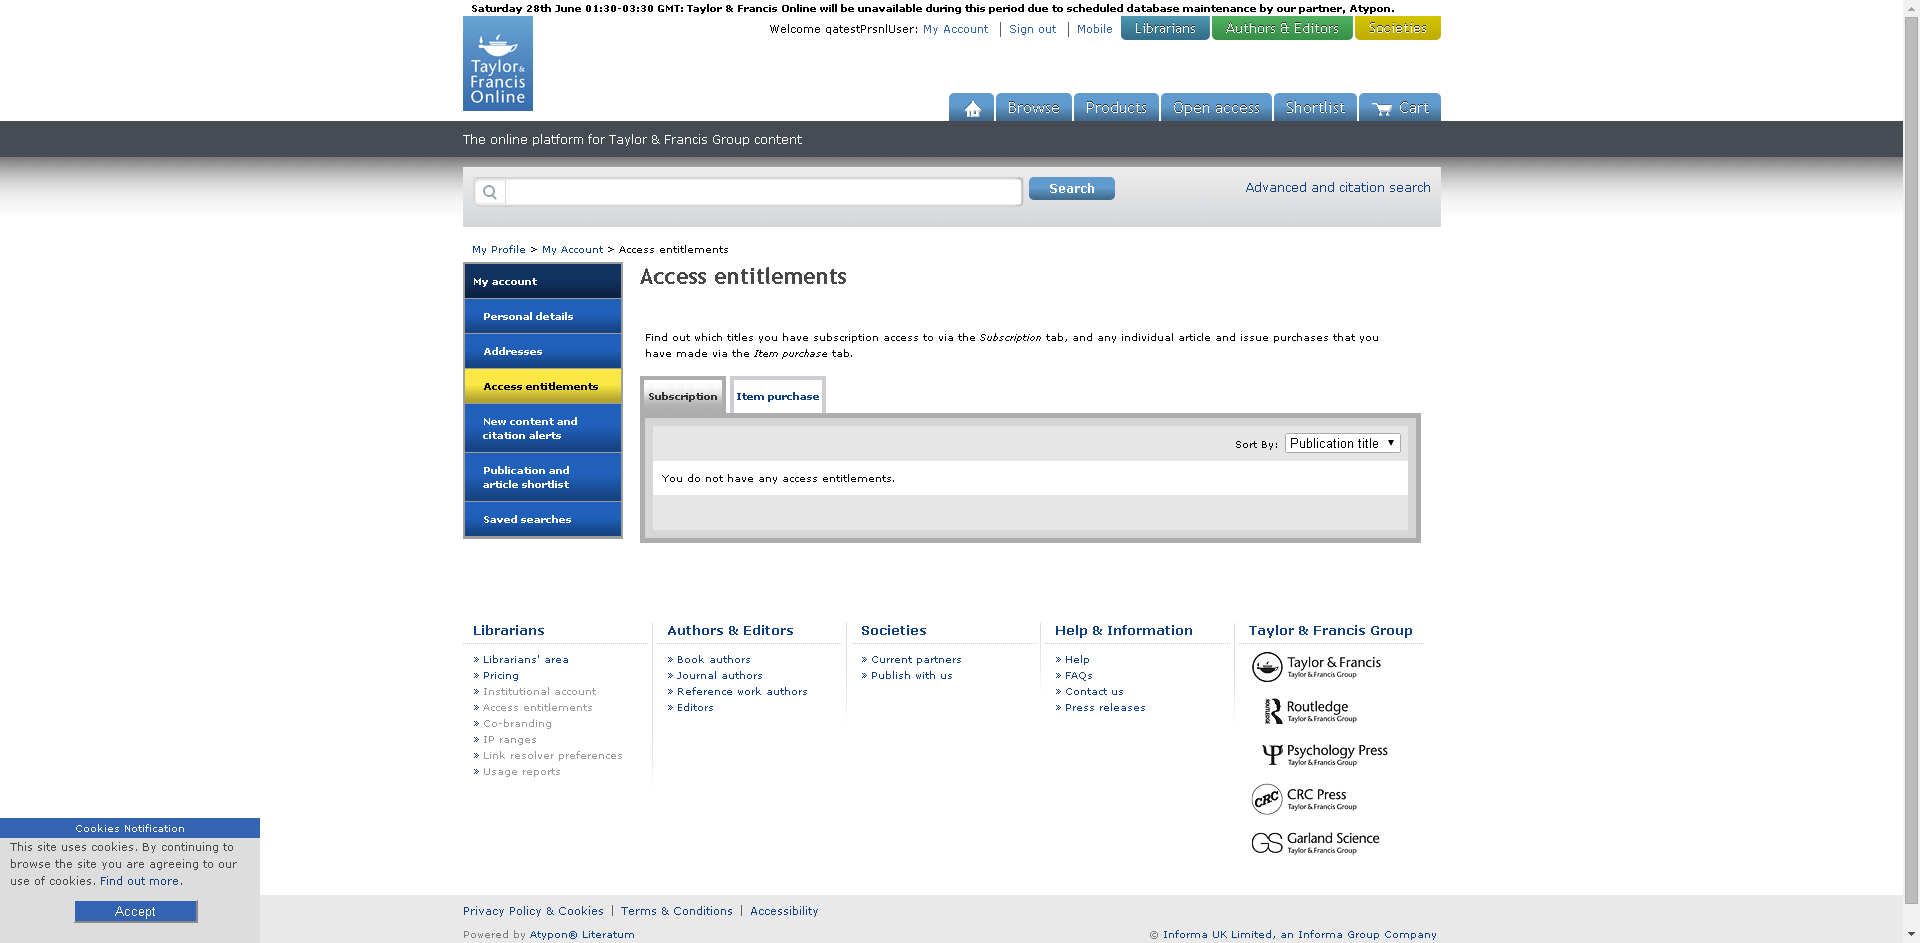 Saturday 28th June 01:30-03:30 GMT: Taylor & Francis Online will be unavailable during this period due to scheduled database maintenance by our partner, Atypon.
Welcome qatestPrsnlUser: My Account | Sign out | Mobile Librarians Authors & Editors Societies
Taylor &
Francis
Online
Browse Products Open access Shortlist Cart
The online platform for Taylor & Francis Group content
Search Advanced and citation search
My Profile > My Account > Access entitlements
My account
Personal details
Addresses
Access entitlements
New content and
citation alerts
Publication and
article shortlist
Saved searches
Access entitlements
Find out which titles you have subscription access to via the Subscription tab, and any individual article and issue purchases that you
have made via the Item purchase tab.
Subscription Item purchase
Sort By: Publication title
You do not have any access entitlements.
Librarians
» Librarians' area
» Pricing
» Institutional account
» Access entitlements
» Co-branding
» IP ranges
» Link resolver preferences
» Usage reports
Authors & Editors
» Book authors
» Journal authors
» Reference work authors
» Editors
Societies
» Current partners
» Publish with us
Help & Information
» Help
» FAQs
» Contact us
» Press releases
Taylor & Francis Group
Taylor & Francis
Taylor & Francis Group
ROUTLEDGE
Routledge
Taylor & Francis Group
Psychology Press
Taylor & Francis Group
CRC
CRC Press
Taylor & Francis Group
GS
Garland Science
Taylor & Francis Group
Cookies Notification
This site uses cookies. By continuing to
browse the site you are agreeing to our
use of cookies. Find out more.
Accept
Privacy Policy & Cookies | Terms & Conditions | Accessibility
Powered by Atypon® Literatum
© Informa UK Limited, an Informa Group Company